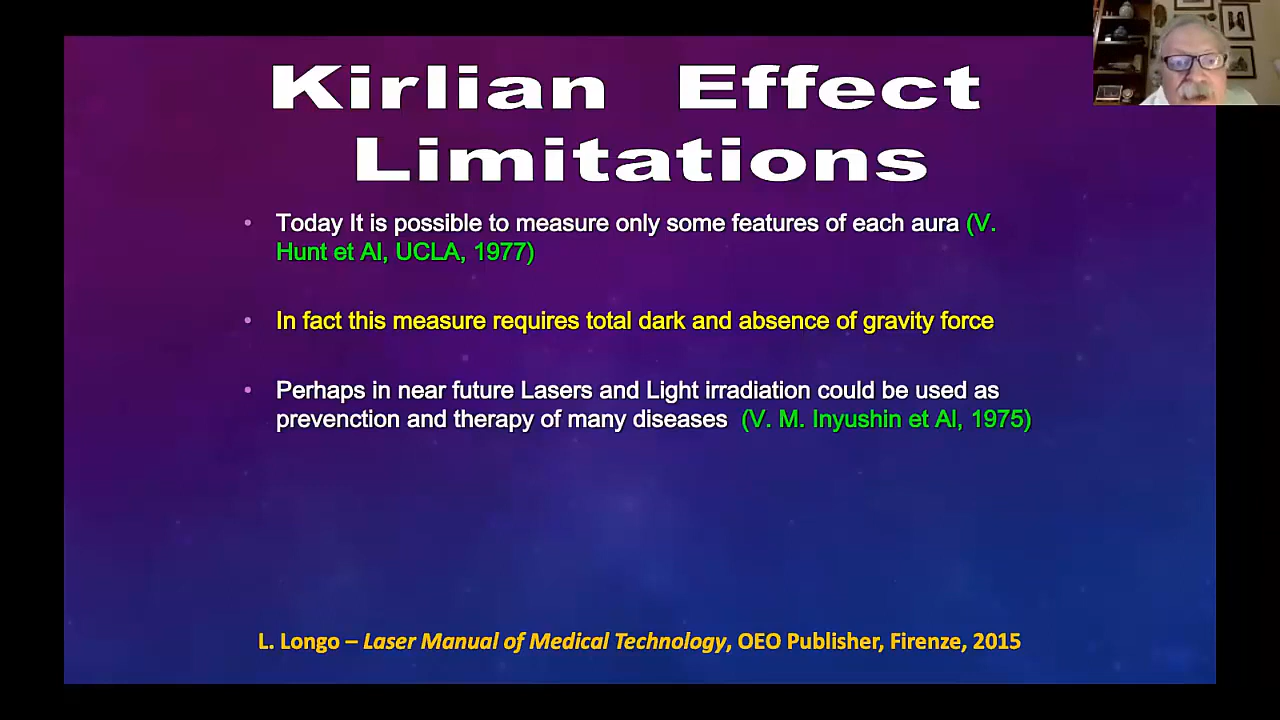 Kirlian Effect
Limitations
• Today It is possible to measure only some features of each aura (V.
Hunt et Al, UCLA, 1977)
• In fact this measure requires total dark and absence of gravity force
• Perhaps in near future Lasers and Light irradiation could be used as
prevenction and therapy of many diseases (V. M. Inyushin et Al, 1975)
L. Longo – Laser Manual of Medical Technology, OEO Publisher, Firenze, 2015